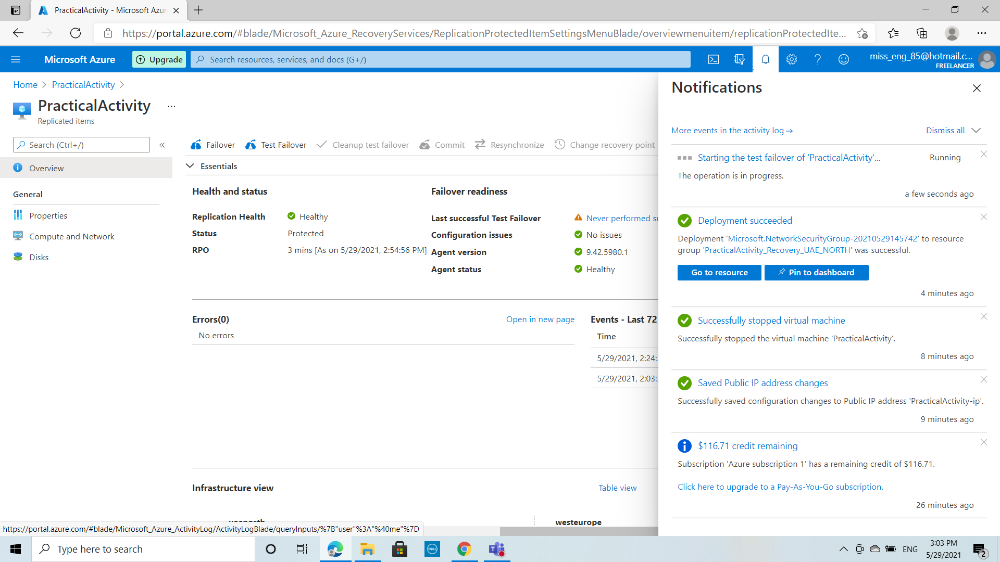 PracticalActivity - Microsoft Azur
https://portal.azure.com/#blade/Microsoft_Azure_RecoveryServices/ReplicationProtectedItemSettingsMenuBlade/overviewmenuitem/replicationProtectedIte...
Microsoft Azure
Upgrade
Search resources, services, and docs (G+/)
miss_eng_85@hotmail.c...
FREELANCER
Home > PracticalActivity >
PracticalActivity ...
Replicated items
Search (Ctrl+/)
«
Overview
General
Properties
Compute and Network
Disks
Failover Test Failover Cleanup test failover Commit Resynchronize Change recovery point
Essentials
Health and status
Replication Health Healthy
Status Protected
RPO 3 mins [As on 5/29/2021, 2:54:56 PM]
Failover readiness
Last successful Test Failover Never performed su
Configuration issues No issues
Agent version 9.42.5980.1
Agent status Healthy
Errors(0) Open in new page
No errors
Events - Last 72
Time
5/29/2021, 2:24:
5/29/2021, 2:03:
Infrastructure view Table view
westeurope
Notifications
More events in the activity log → Dismiss all
Starting the test failover of 'PracticalActivity'... Running
The operation is in progress.
a few seconds ago
Deployment succeeded
Deployment 'Microsoft.NetworkSecurityGroup-20210529145742' to resource
group 'PracticalActivity_Recovery_UAE_NORTH' was successful.
Go to resource Pin to dashboard
4 minutes ago
Successfully stopped virtual machine
Successfully stopped the virtual machine 'PracticalActivity'.
8 minutes ago
Saved Public IP address changes
Successfully saved configuration changes to Public IP address 'PracticalActivity-ip'.
9 minutes ago
$116.71 credit remaining
Subscription 'Azure subscription 1' has a remaining credit of $116.71.
Click here to upgrade to a Pay-As-You-Go subscription.
26 minutes ago
https://portal.azure.com/#blade/Microsoft_Azure_ActivityLog/ActivityLogBlade/queryInputs/%7B"user"%3A"%40me"%7D
Type here to search
DELL
ENG
3:03 PM
5/29/2021
2